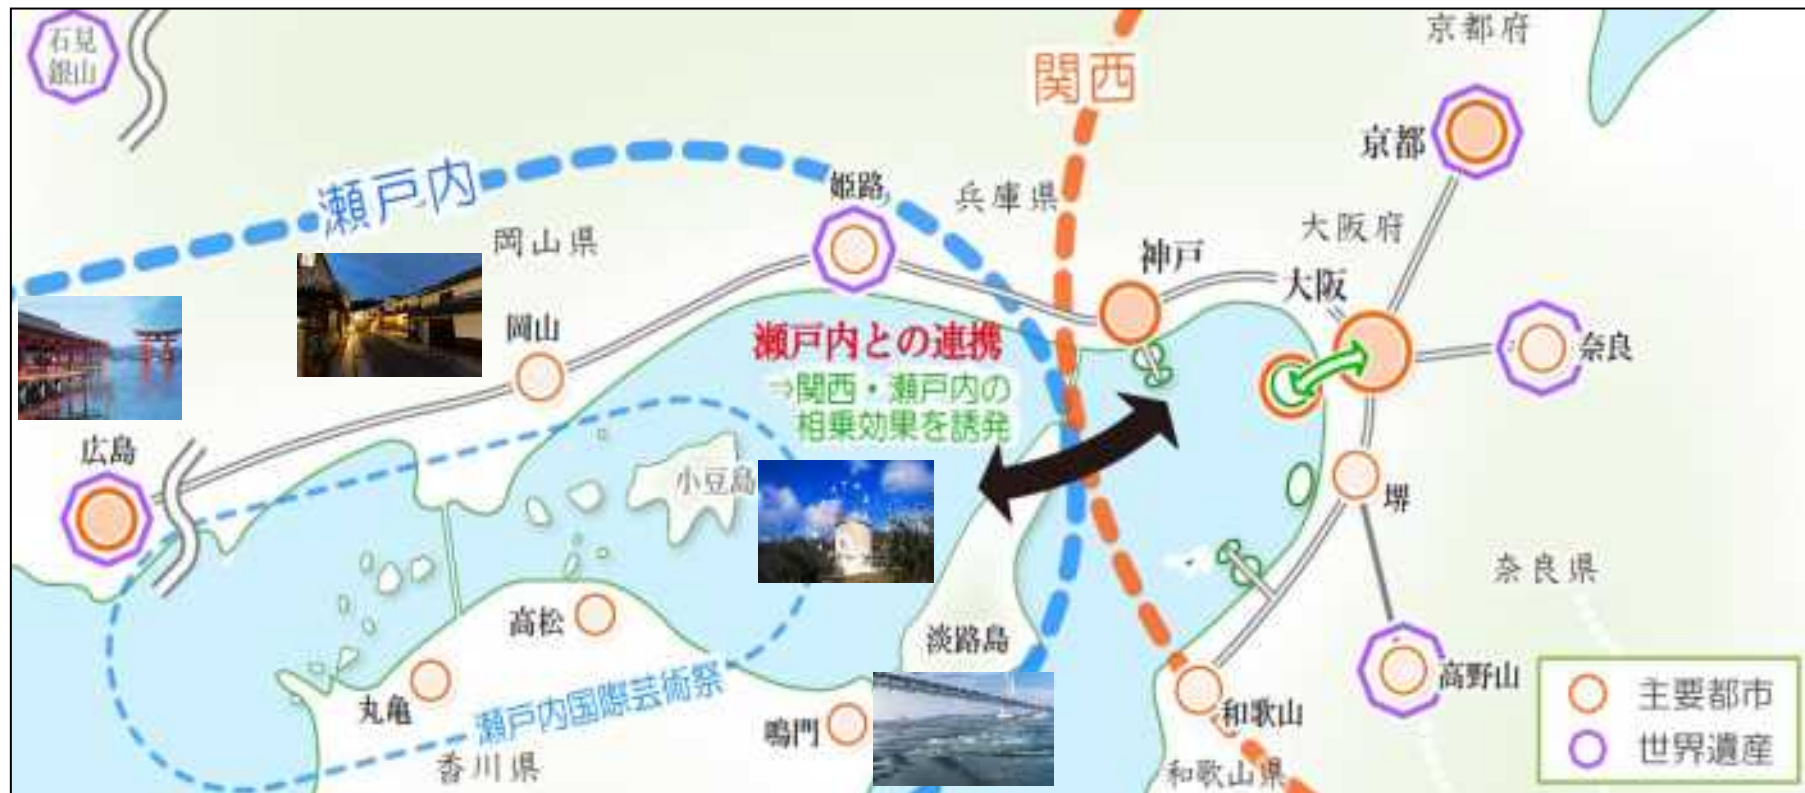 石見
銀山
京都府
関西
京都
瀬戸内
姫路
兵庫県
岡山県
大阪府
神戸
大阪
岡山
瀬戸内との連携
⇒関西・瀬戸内の
相乗効果を誘発
奈良
広島
小豆島
堺
奈良県
高松
淡路島
高野山
丸亀
瀬戸内国際芸術祭
鳴門
和歌山
香川県
和歌山県
主要都市
世界遺産